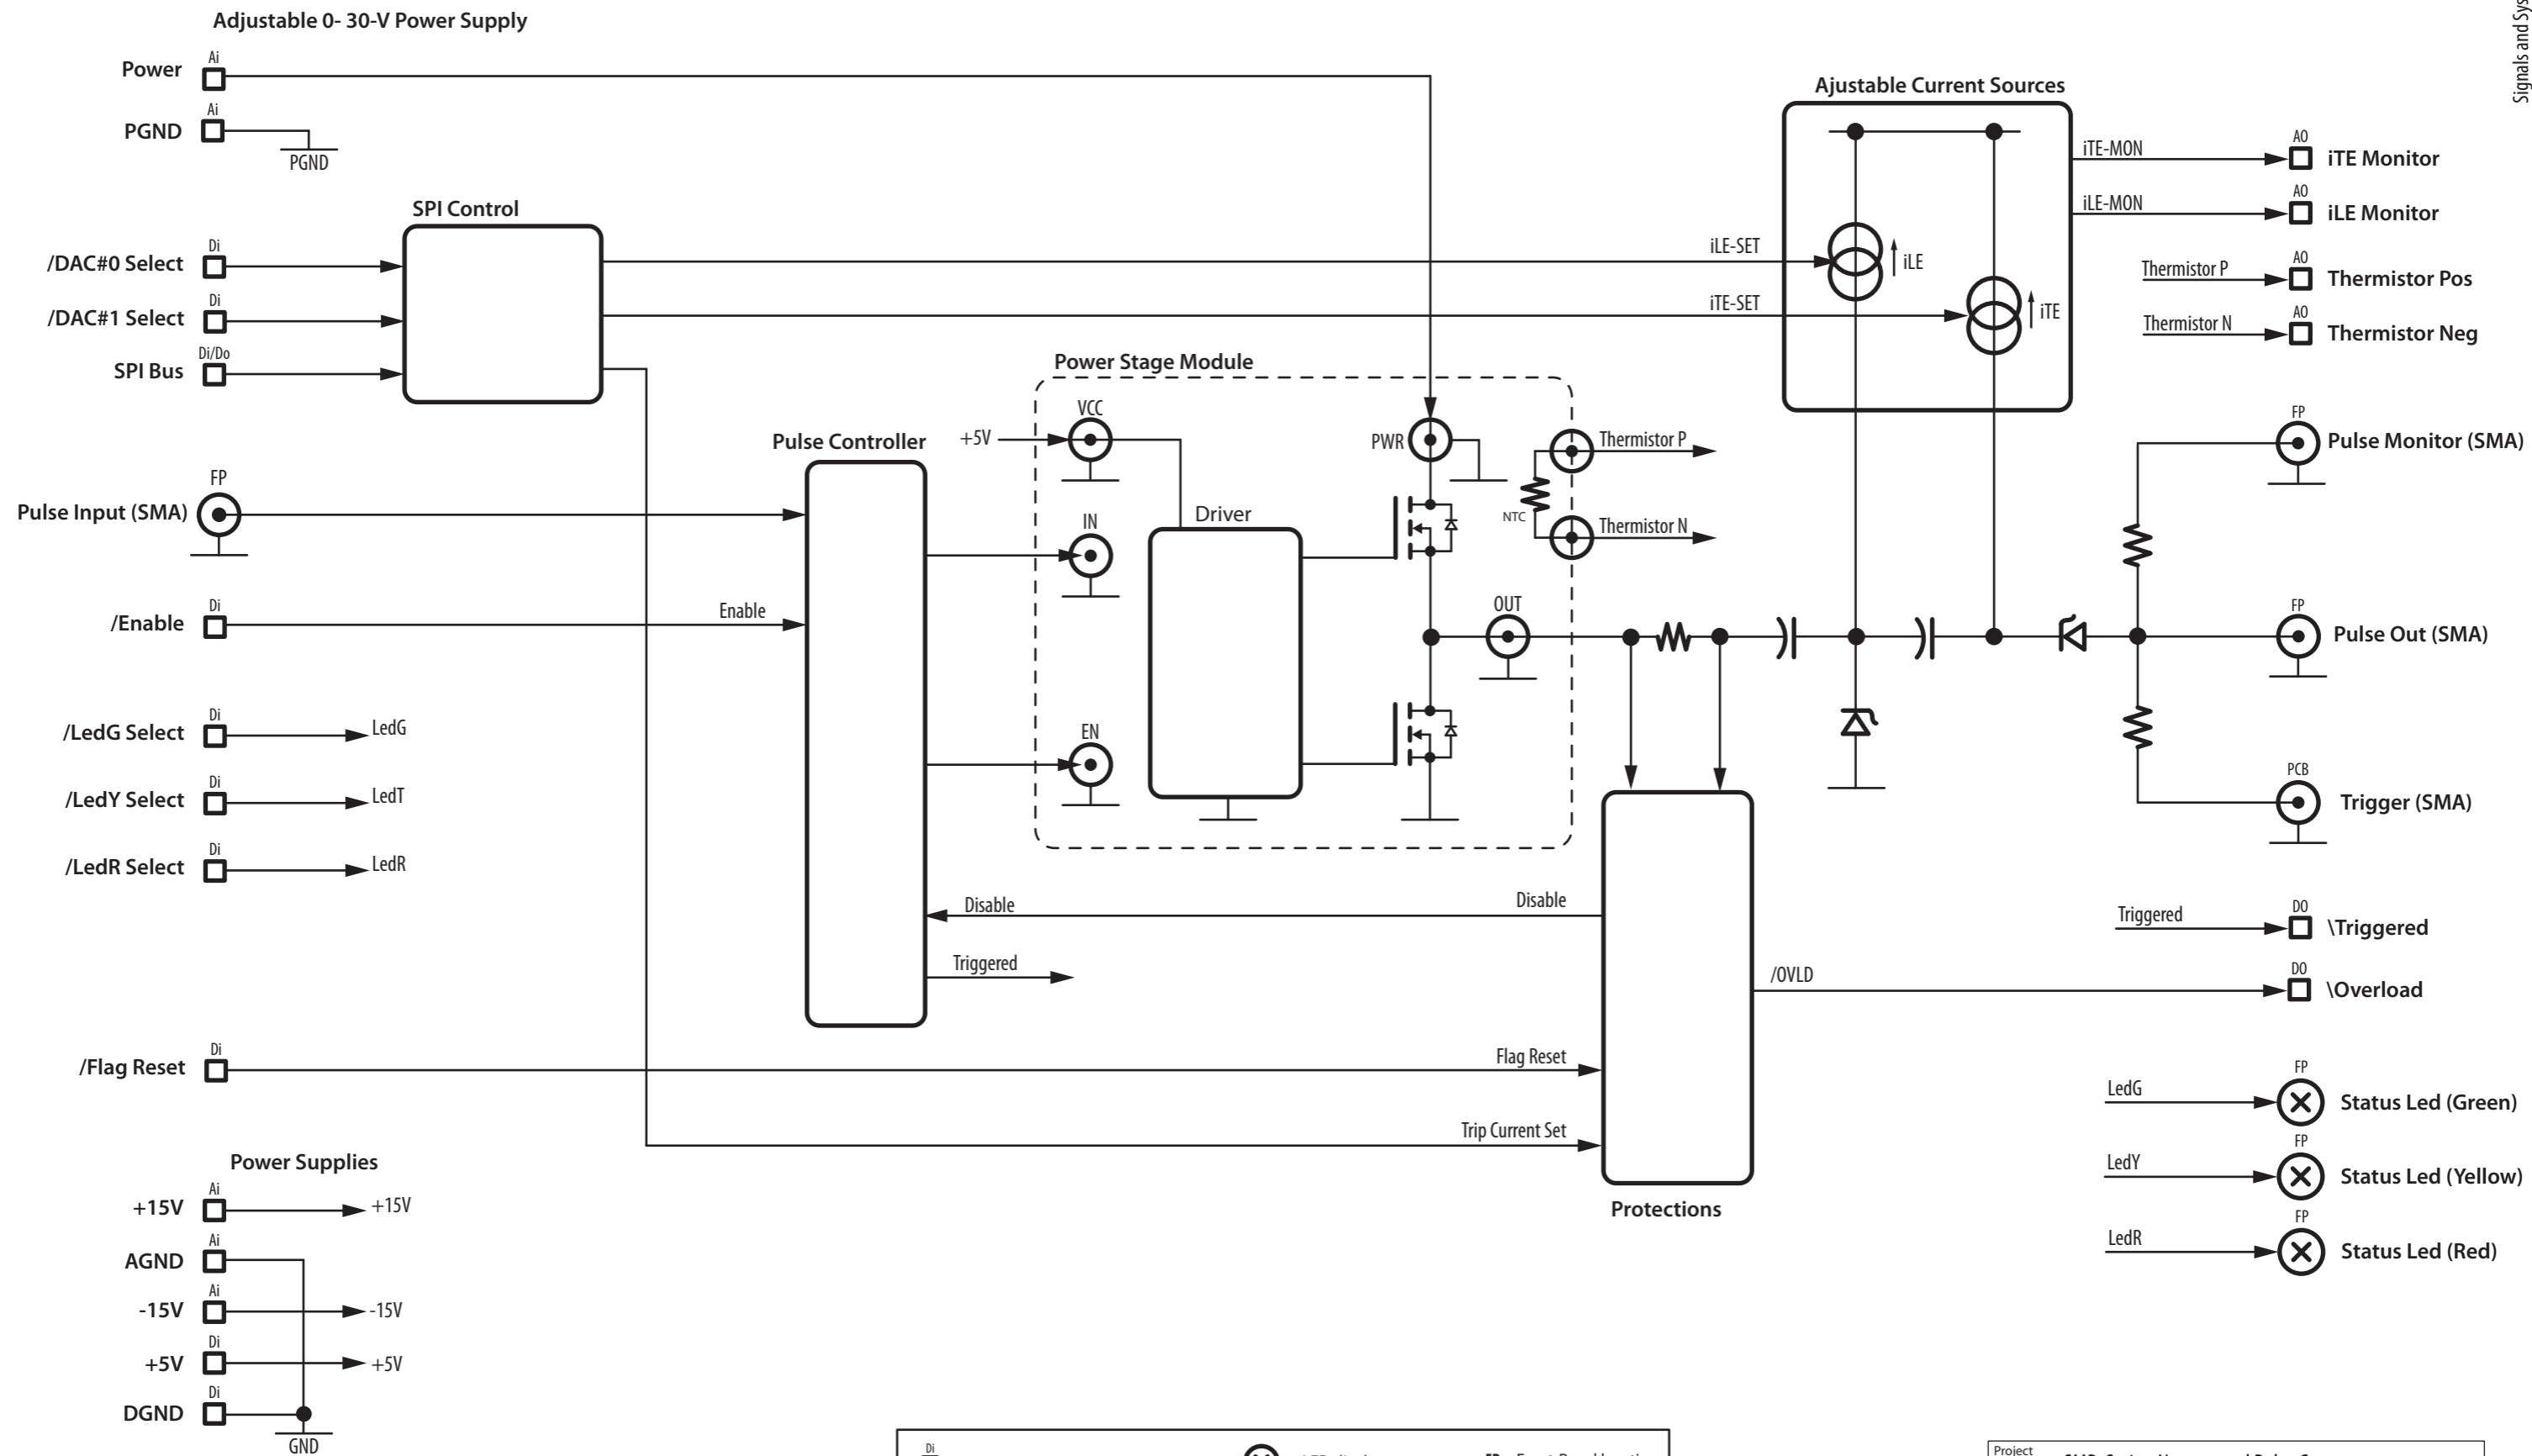 Adjustable 0- 30-V Power Supply
Signals and Sys
Ai
Power
Ai
PGND
PGND
SPI Control
Di
/DAC#0 Select
Di
/DAC#1 Select
Di/Do
SPI Bus
iLE-SET
iTE-SET
Ajustable Current Sources
iLE
iTE
iTE-MON
AO
iTE Monitor
iLE-MON
AO
iLE Monitor
Thermistor P
AO
Thermistor Pos
Thermistor N
AO
Thermistor Neg
Power Stage Module
Pulse Controller
+5V
VCC
PWR
Thermistor P
NTC
Thermistor N
FP
Pulse Monitor (SMA)
FP
Pulse Input (SMA)
IN
Driver
Di
/Enable
Enable
OUT
FP
Pulse Out (SMA)
Di
/LedG Select
LedG
EN
Di
/LedY Select
LedT
PCB
Trigger (SMA)
Di
/LedR Select
LedR
Disable
Disable
Triggered
Triggered
DO
\Triggered
/OVLD
DO
\Overload
Di
/Flag Reset
Flag Reset
Trip Current Set
Protections
LedG
FP
Status Led (Green)
LedY
FP
Status Led (Yellow)
LedR
FP
Status Led (Red)
Power Supplies
Ai
+15V
+15V
Ai
AGND
Ai
-15V
-15V
Di
+5V
+5V
Di
DGND
GND
Di
Project